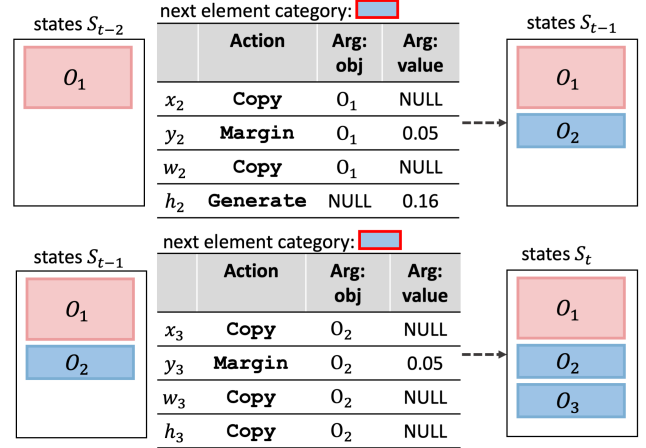 states S_{t−2}
O_1
next element category:
Action Arg: obj Arg: value
x_2 Copy O_1 NULL
y_2 Margin O_1 0.05
w_2 Copy O_1 NULL
h_2 Generate NULL 0.16
states S_{t−1}
O_1
O_2
states S_{t−1}
O_1
O_2
next element category:
Action Arg: obj Arg: value
x_3 Copy O_2 NULL
y_3 Margin O_2 0.05
w_3 Copy O_2 NULL
h_3 Copy O_2 NULL
states S_t
O_1
O_2
O_3